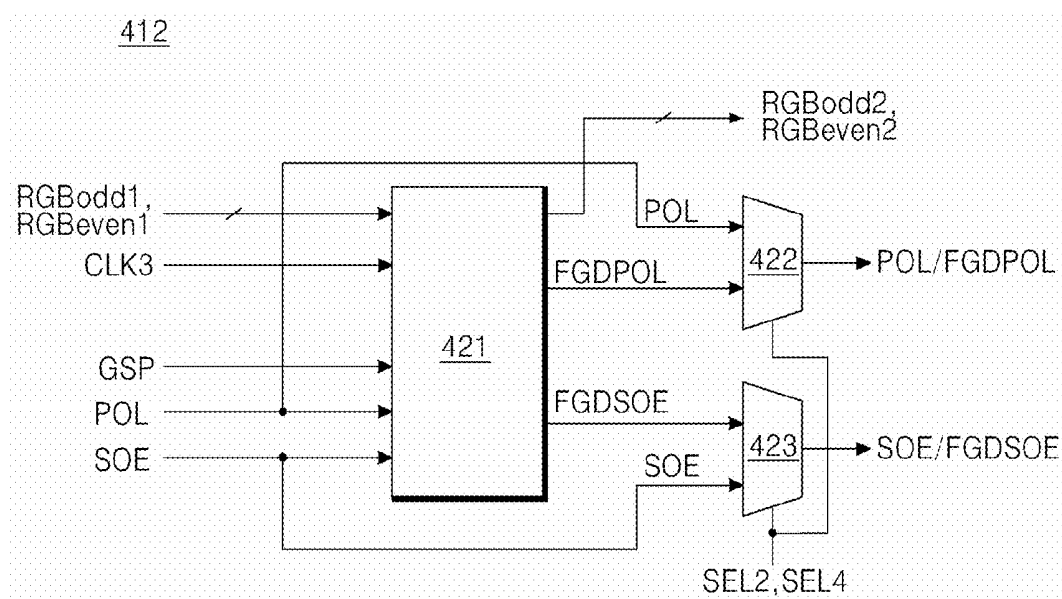 412
RGBodd2,
RGBeven2
RGBodd1,
RGBeven1
POL
CLK3
422
POL/FGDPOL
FGDPOL
421
GSP
POL
FGDSOE
423
SOE/FGDSOE
SOE
SOE
SEL2,SEL4